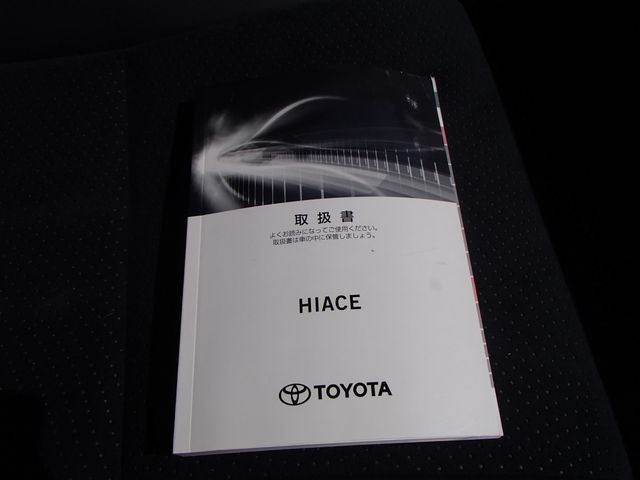 取扱書
よくお読みになってご使用ください。
取扱書は車の中に保管しましょう。
HIACE
TOYOTA